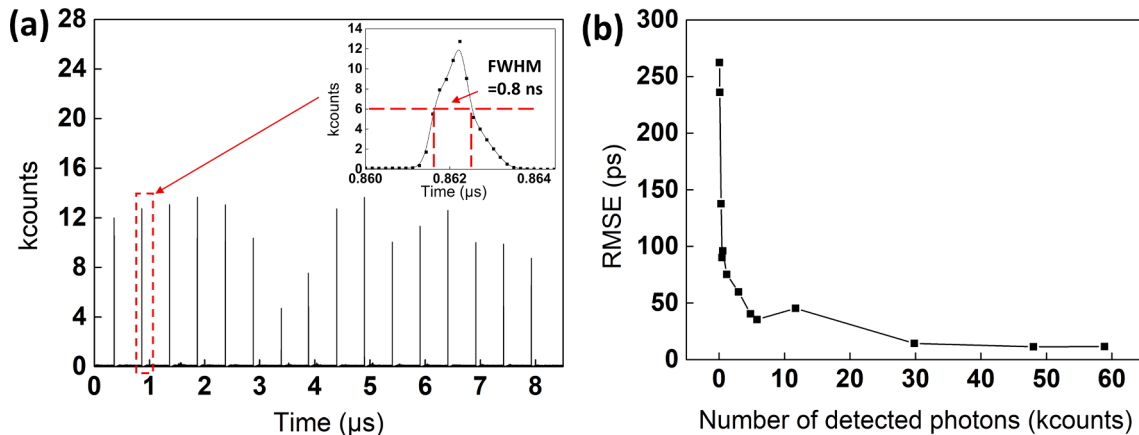 (a)
28
24
20
16
12
8
4
0
kcounts
0 1 2 3 4 5 6 7 8
Time (µs)
14
12
10
8
6
4
2
0
kcounts
0.860 0.862 0.864
Time (µs)
FWHM
=0.8 ns
(b)
300
250
200
150
100
50
0
RMSE (ps)
0 10 20 30 40 50 60
Number of detected photons (kcounts)